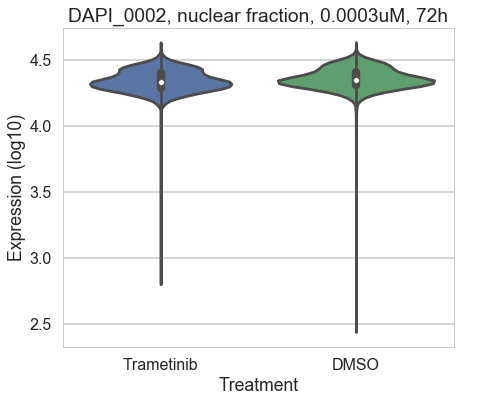 DAPI_0002, nuclear fraction, 0.0003uM, 72h
4.5
4.0
3.5
3.0
2.5
Expression (log10)
Trametinib
DMSO
Treatment